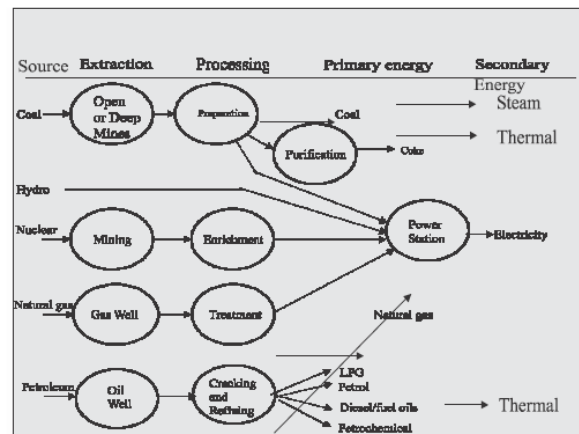 Source Extraction Processing Primary energy Secondary
Energy
Coal
Open
or Deep
Mines
Preparation
Coal
Steam
Purification
Coke
Thermal
Hydro
Nuclear
Mining
Enrichment
Power
Station
Electricity
Natural gas
Gas Well
Treatment
Natural gas
Petroleum
Oil
Well
Cracking
and
Refining
LPG
Petrol
Diesel/fuel oils
Petrochemical
Thermal